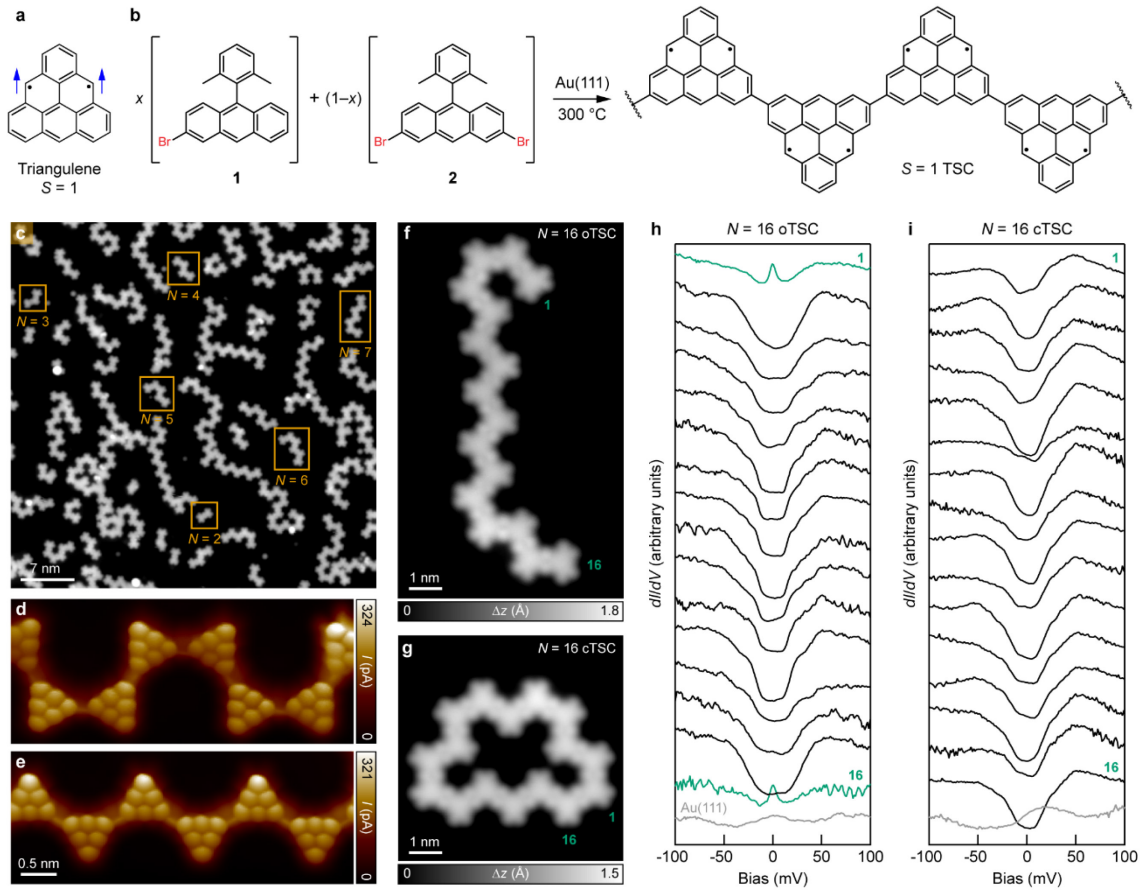 a
b
x
Br
1
+ (1–x)
Br
Br
2
Au(111)
300 °C
S = 1 TSC
Triangulene
S = 1
c
N = 4
N = 3
N = 7
N = 5
N = 6
N = 2
7 nm
d
324
I (pA)
0
e
321
I (pA)
0
0.5 nm
f
N = 16 oTSC
1
16
1 nm
0
Δz (Å)
1.8
g
N = 16 cTSC
1
16
1 nm
0
Δz (Å)
1.5
h
N = 16 oTSC
1
dI/dV (arbitrary units)
16
Au(111)
-100
-50
0
50
100
Bias (mV)
i
N = 16 cTSC
1
dI/dV (arbitrary units)
16
-100
-50
0
50
100
Bias (mV)